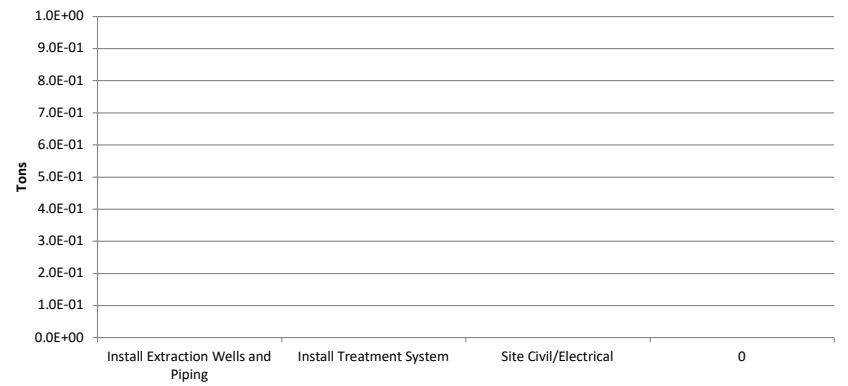 1.0E+00
9.0E-01
8.0E-01
7.0E-01
6.0E-01
5.0E-01
4.0E-01
3.0E-01
2.0E-01
1.0E-01
0.0E+00
Tons
Install Extraction Wells and
Piping
Install Treatment System
Site Civil/Electrical
0